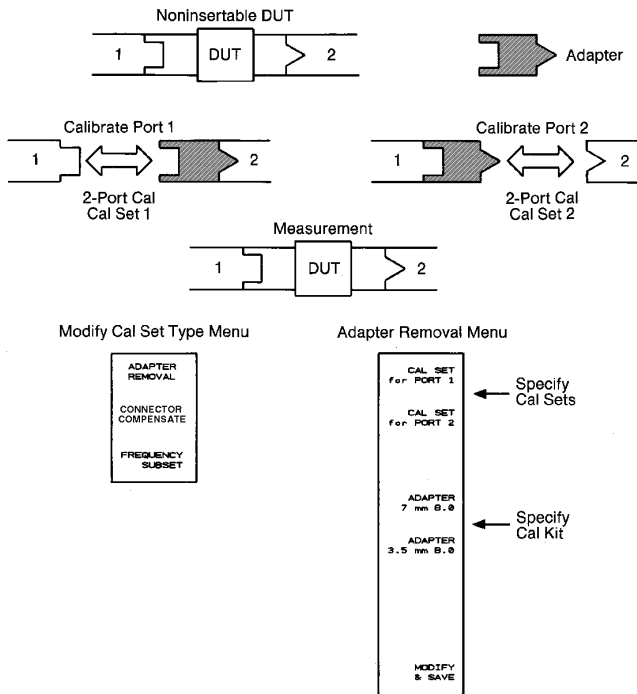 Noninsertable DUT
1
DUT
2
Adapter
Calibrate Port 1
Calibrate Port 2
1
2
1
2
2-Port Cal
Cal Set 1
2-Port Cal
Cal Set 2
Measurement
1
DUT
2
Modify Cal Set Type Menu
Adapter Removal Menu
ADAPTER
REMOVAL
CONNECTOR
COMPENSATE
FREQUENCY
SUBSET
CAL SET
for PORT 1
Specify
Cal Sets
CAL SET
for PORT 2
ADAPTER
7 mm B.0
Specify
Cal Kit
ADAPTER
3.5 mm B.0
MODIFY
& SAVE